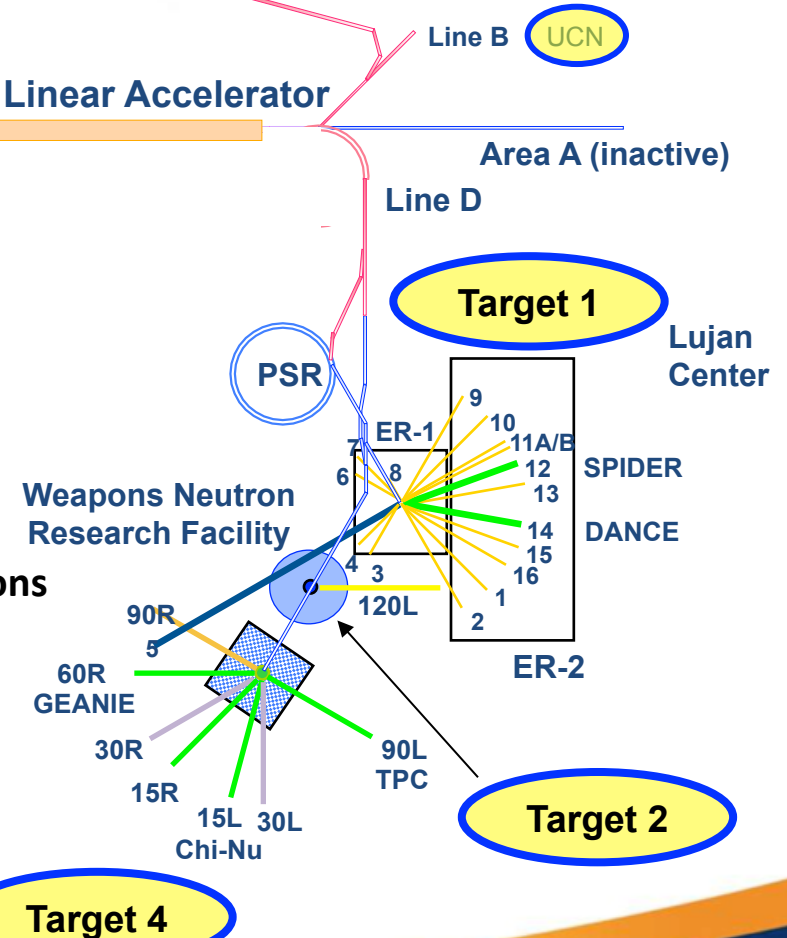 Line B
UCN
Linear Accelerator
Area A (inactive)
Line D
Target 1
Lujan
Center
PSR
9
10
ER-1
11A/B
7
8
12
SPIDER
6
13
Weapons Neutron
Research Facility
14
DANCE
15
4
3
16
ons
120L
1
90R
2
5
60R
GEANIE
ER-2
30R
90L
TPC
15R
15L
30L
Chi-Nu
Target 2
Target 4